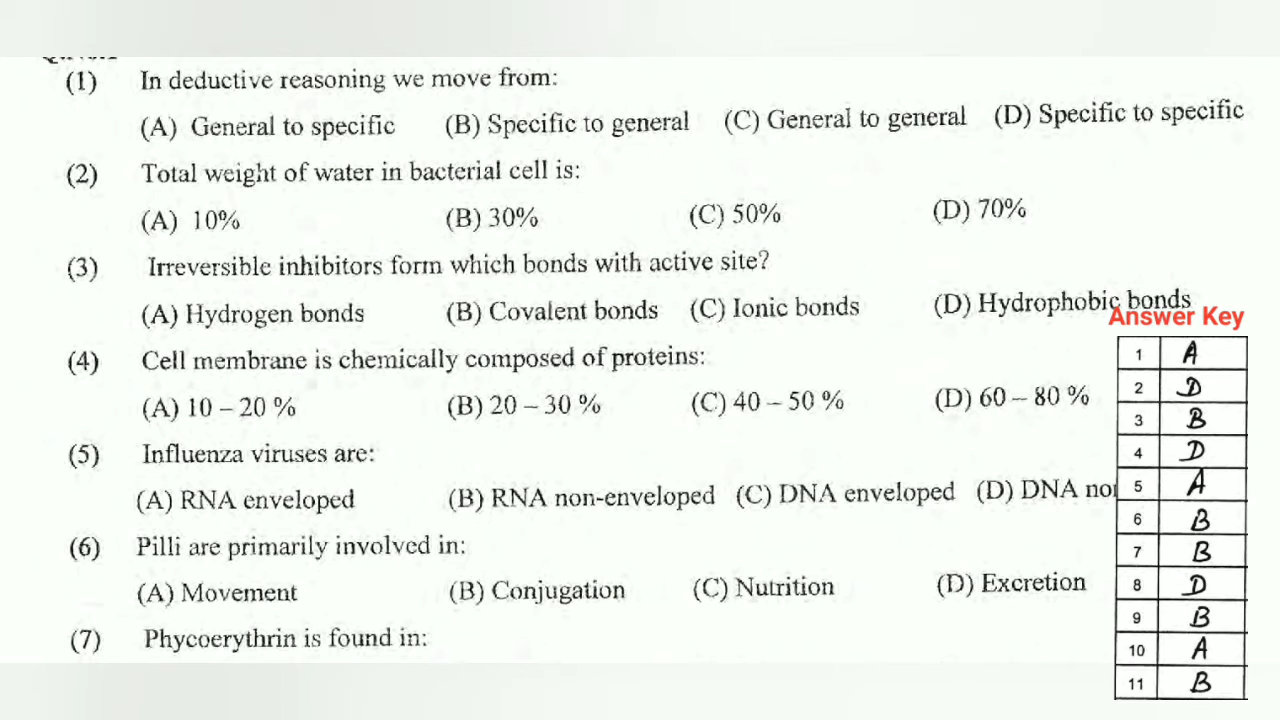 (1) In deductive reasoning we move from:
(A) General to specific (B) Specific to general (C) General to general (D) Specific to specific
(2) Total weight of water in bacterial cell is:
(A) 10% (B) 30% (C) 50% (D) 70%
(3) Irreversible inhibitors form which bonds with active site?
(A) Hydrogen bonds (B) Covalent bonds (C) Ionic bonds (D) Hydrophobic bonds
(4) Cell membrane is chemically composed of proteins:
(A) 10 – 20 % (B) 20 – 30 % (C) 40 – 50 % (D) 60 – 80 %
(5) Influenza viruses are:
(A) RNA enveloped (B) RNA non-enveloped (C) DNA enveloped (D) DNA
(6) Pilli are primarily involved in:
(A) Movement (B) Conjugation (C) Nutrition (D) Excretion
(7) Phycoerythrin is found in:
Answer Key
1 A
2 D
3 B
4 D
5 A
6 B
7 B
8 D
9 B
10 A
11 B